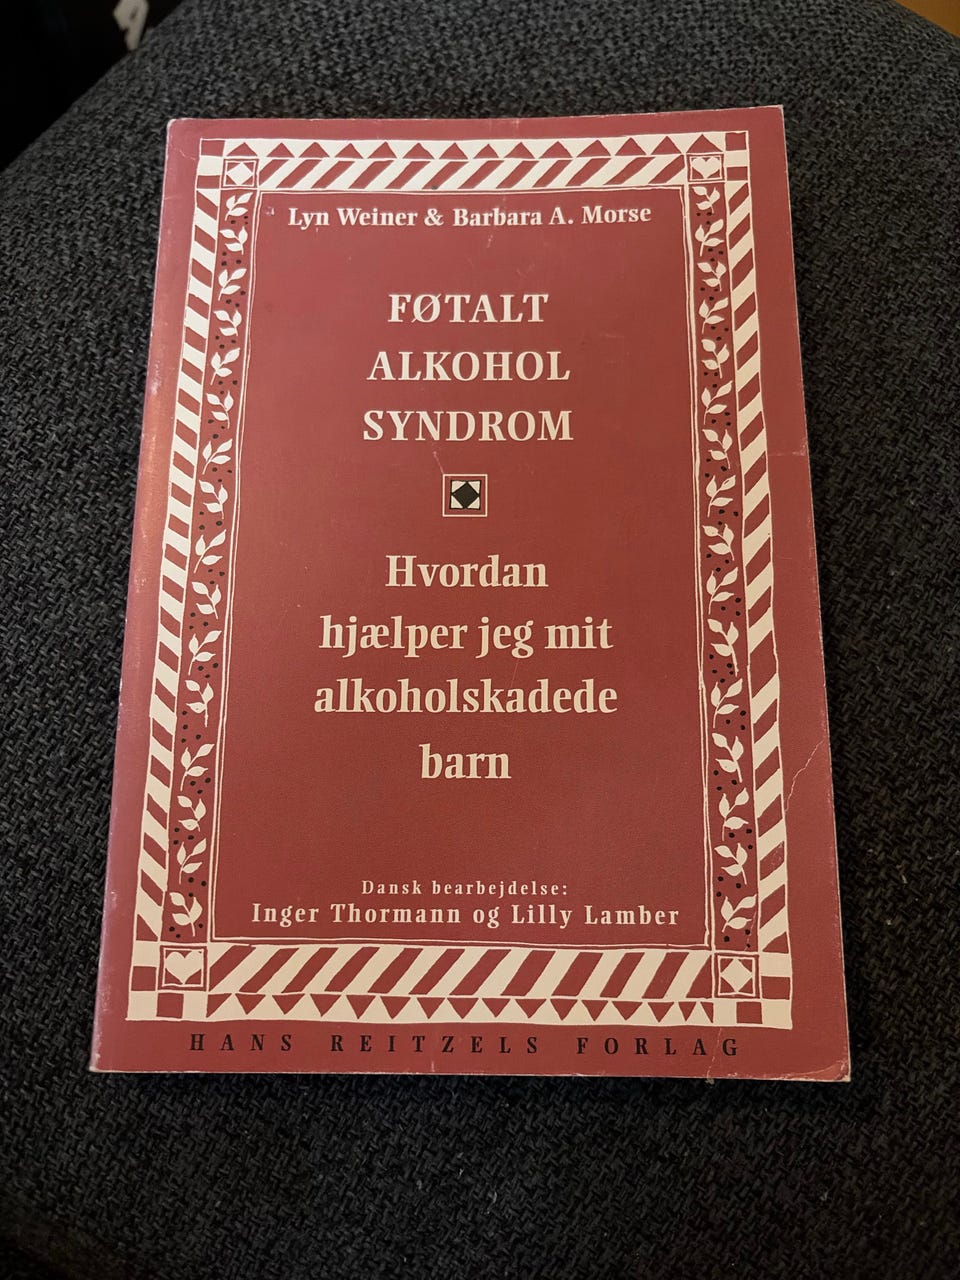 Lyn Weiner & Barbara A. Morse
FØTALT
ALKOHOL
SYNDROM
Hvordan
hjælper jeg mit
alkoholskadede
barn
Dansk bearbejdelse:
Inger Thormann og Lilly Lamber
HANS REITZELS FORLAG